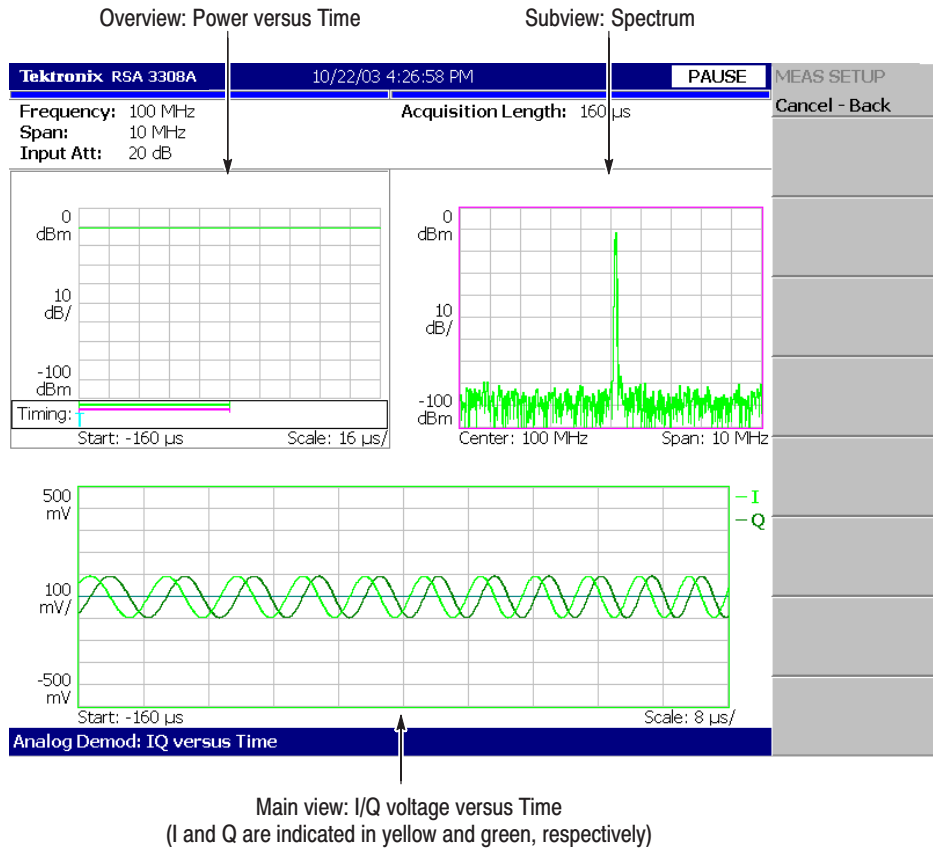 Overview: Power versus Time
Subview: Spectrum
Tektronix RSA 3308A 10/22/03 4:26:58 PM PAUSE MEAS SETUP
Cancel - Back
Frequency: 100 MHz
Acquisition Length: 160 µs
Span: 10 MHz
Input Att: 20 dB
0
dBm
10
dB/
-100
dBm
Timing:
T
Start: -160 µs
Scale: 16 µs/
0
dBm
10
dB/
-100
dBm
Center: 100 MHz
Span: 10 MHz
500
mV
100
mV/
-500
mV
I
Q
Start: -160 µs
Scale: 8 µs/
Analog Demod: IQ versus Time
Main view: I/Q voltage versus Time
(I and Q are indicated in yellow and green, respectively)